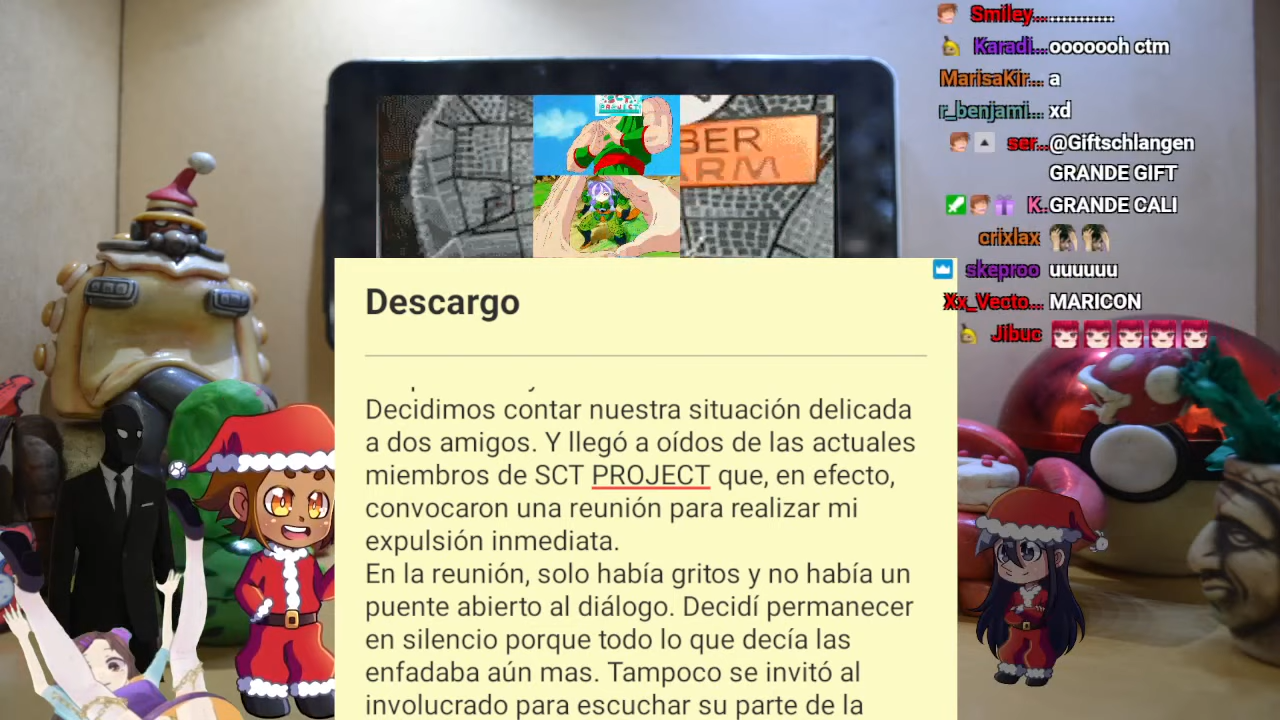 Smiley... ............
Karadi... ooooooh ctm
MarisaKir... a
r_benjami... xd
ser... @Giftschlangen
GRANDE GIFT
K.. GRANDE CALI
crixlax
skeproo uuuuuu
Xx_Vecto... MARICON
Jibuc
SCT
PROJECT
BER
ARM
Descargo
Decidimos contar nuestra situación delicada
a dos amigos. Y llegó a oídos de las actuales
miembros de SCT PROJECT que, en efecto,
convocaron una reunión para realizar mi
expulsión inmediata.
En la reunión, solo había gritos y no había un
puente abierto al diálogo. Decidí permanecer
en silencio porque todo lo que decía las
enfadaba aún mas. Tampoco se invitó al
involucrado para escuchar su parte de la